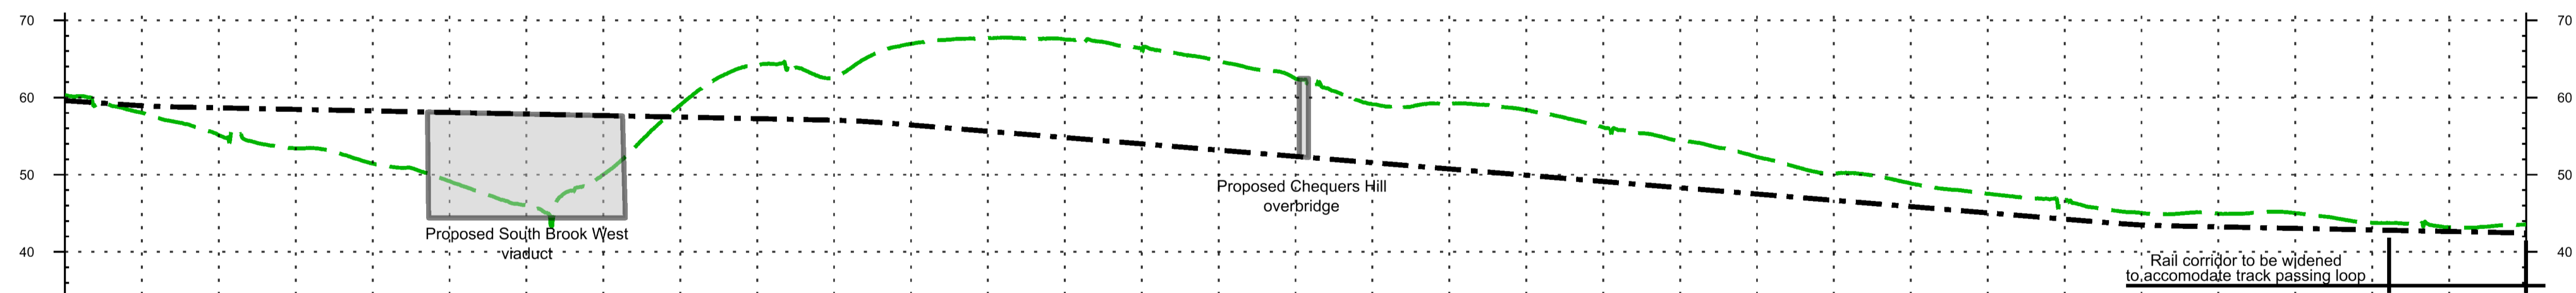 70
60
50
40
Proposed South Brook West
viaduct
Proposed Chequers Hill
overbridge
Rail corridor to be widened
to accomodate track passing loop
70
60
50
40